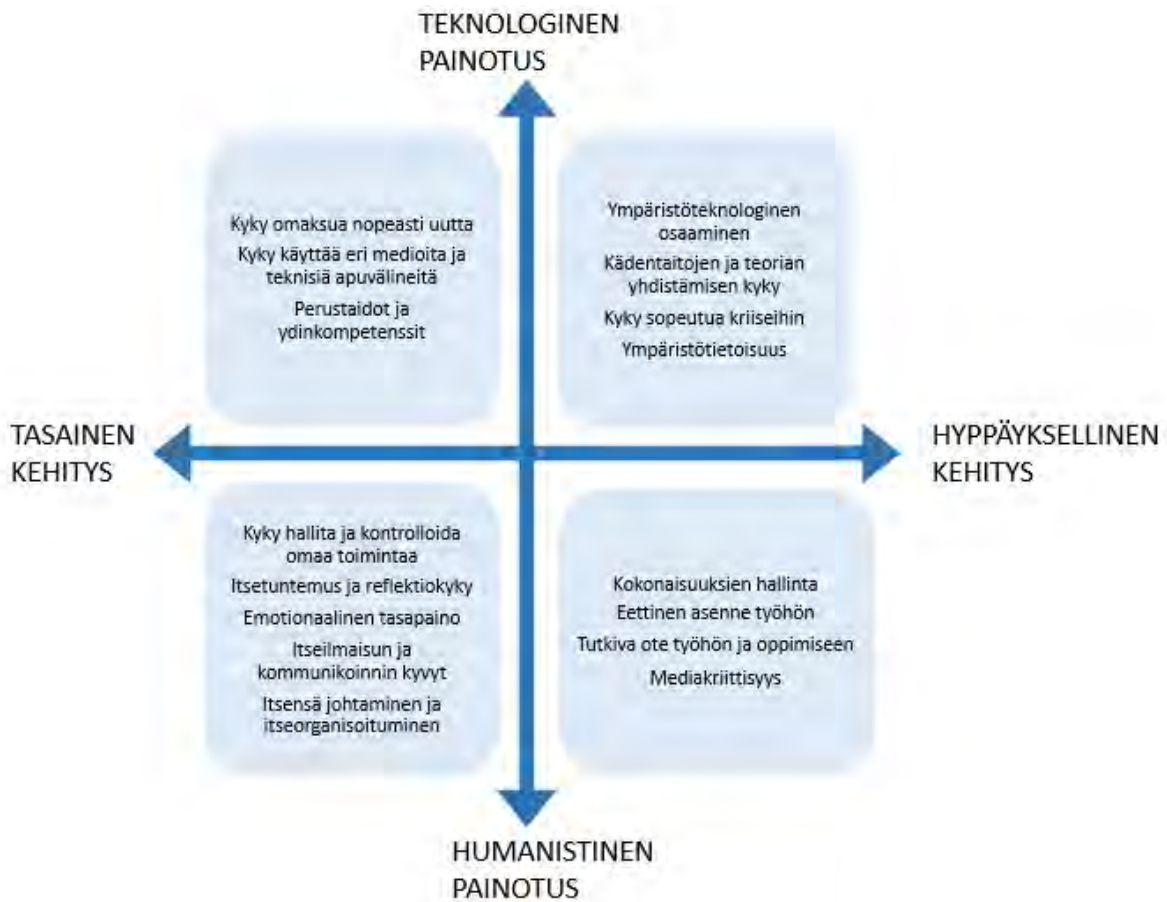 TEKNOLOGINEN
PAINOTUS
Kyky omaksua nopeasti uutta
Kyky käyttää eri medioita ja
teknisiä apuvälineitä
Perustaidot ja
ydinkompetenssit
Ympäristöteknologinen
osaaminen
Kädentaitojen ja teorian
yhdistämisen kyky
Kyky sopeutua kriiseihin
Ympäristötietoisuus
TASAINEN
KEHITYS
HYPPÄYKSELLINEN
KEHITYS
Kyky hallita ja kontrolloida
omaa toimintaa
Itsetuntemus ja reflektiokyky
Emotionaalinen tasapaino
Itseilmaisun ja
kommunikoinnin kyvyt
Itsensä johtaminen ja
itseorganisoituminen
Kokonaisuuksien hallinta
Eettinen asenne työhön
Tutkiva ote työhön ja oppimiseen
Mediakriittisyys
HUMANISTINEN
PAINOTUS